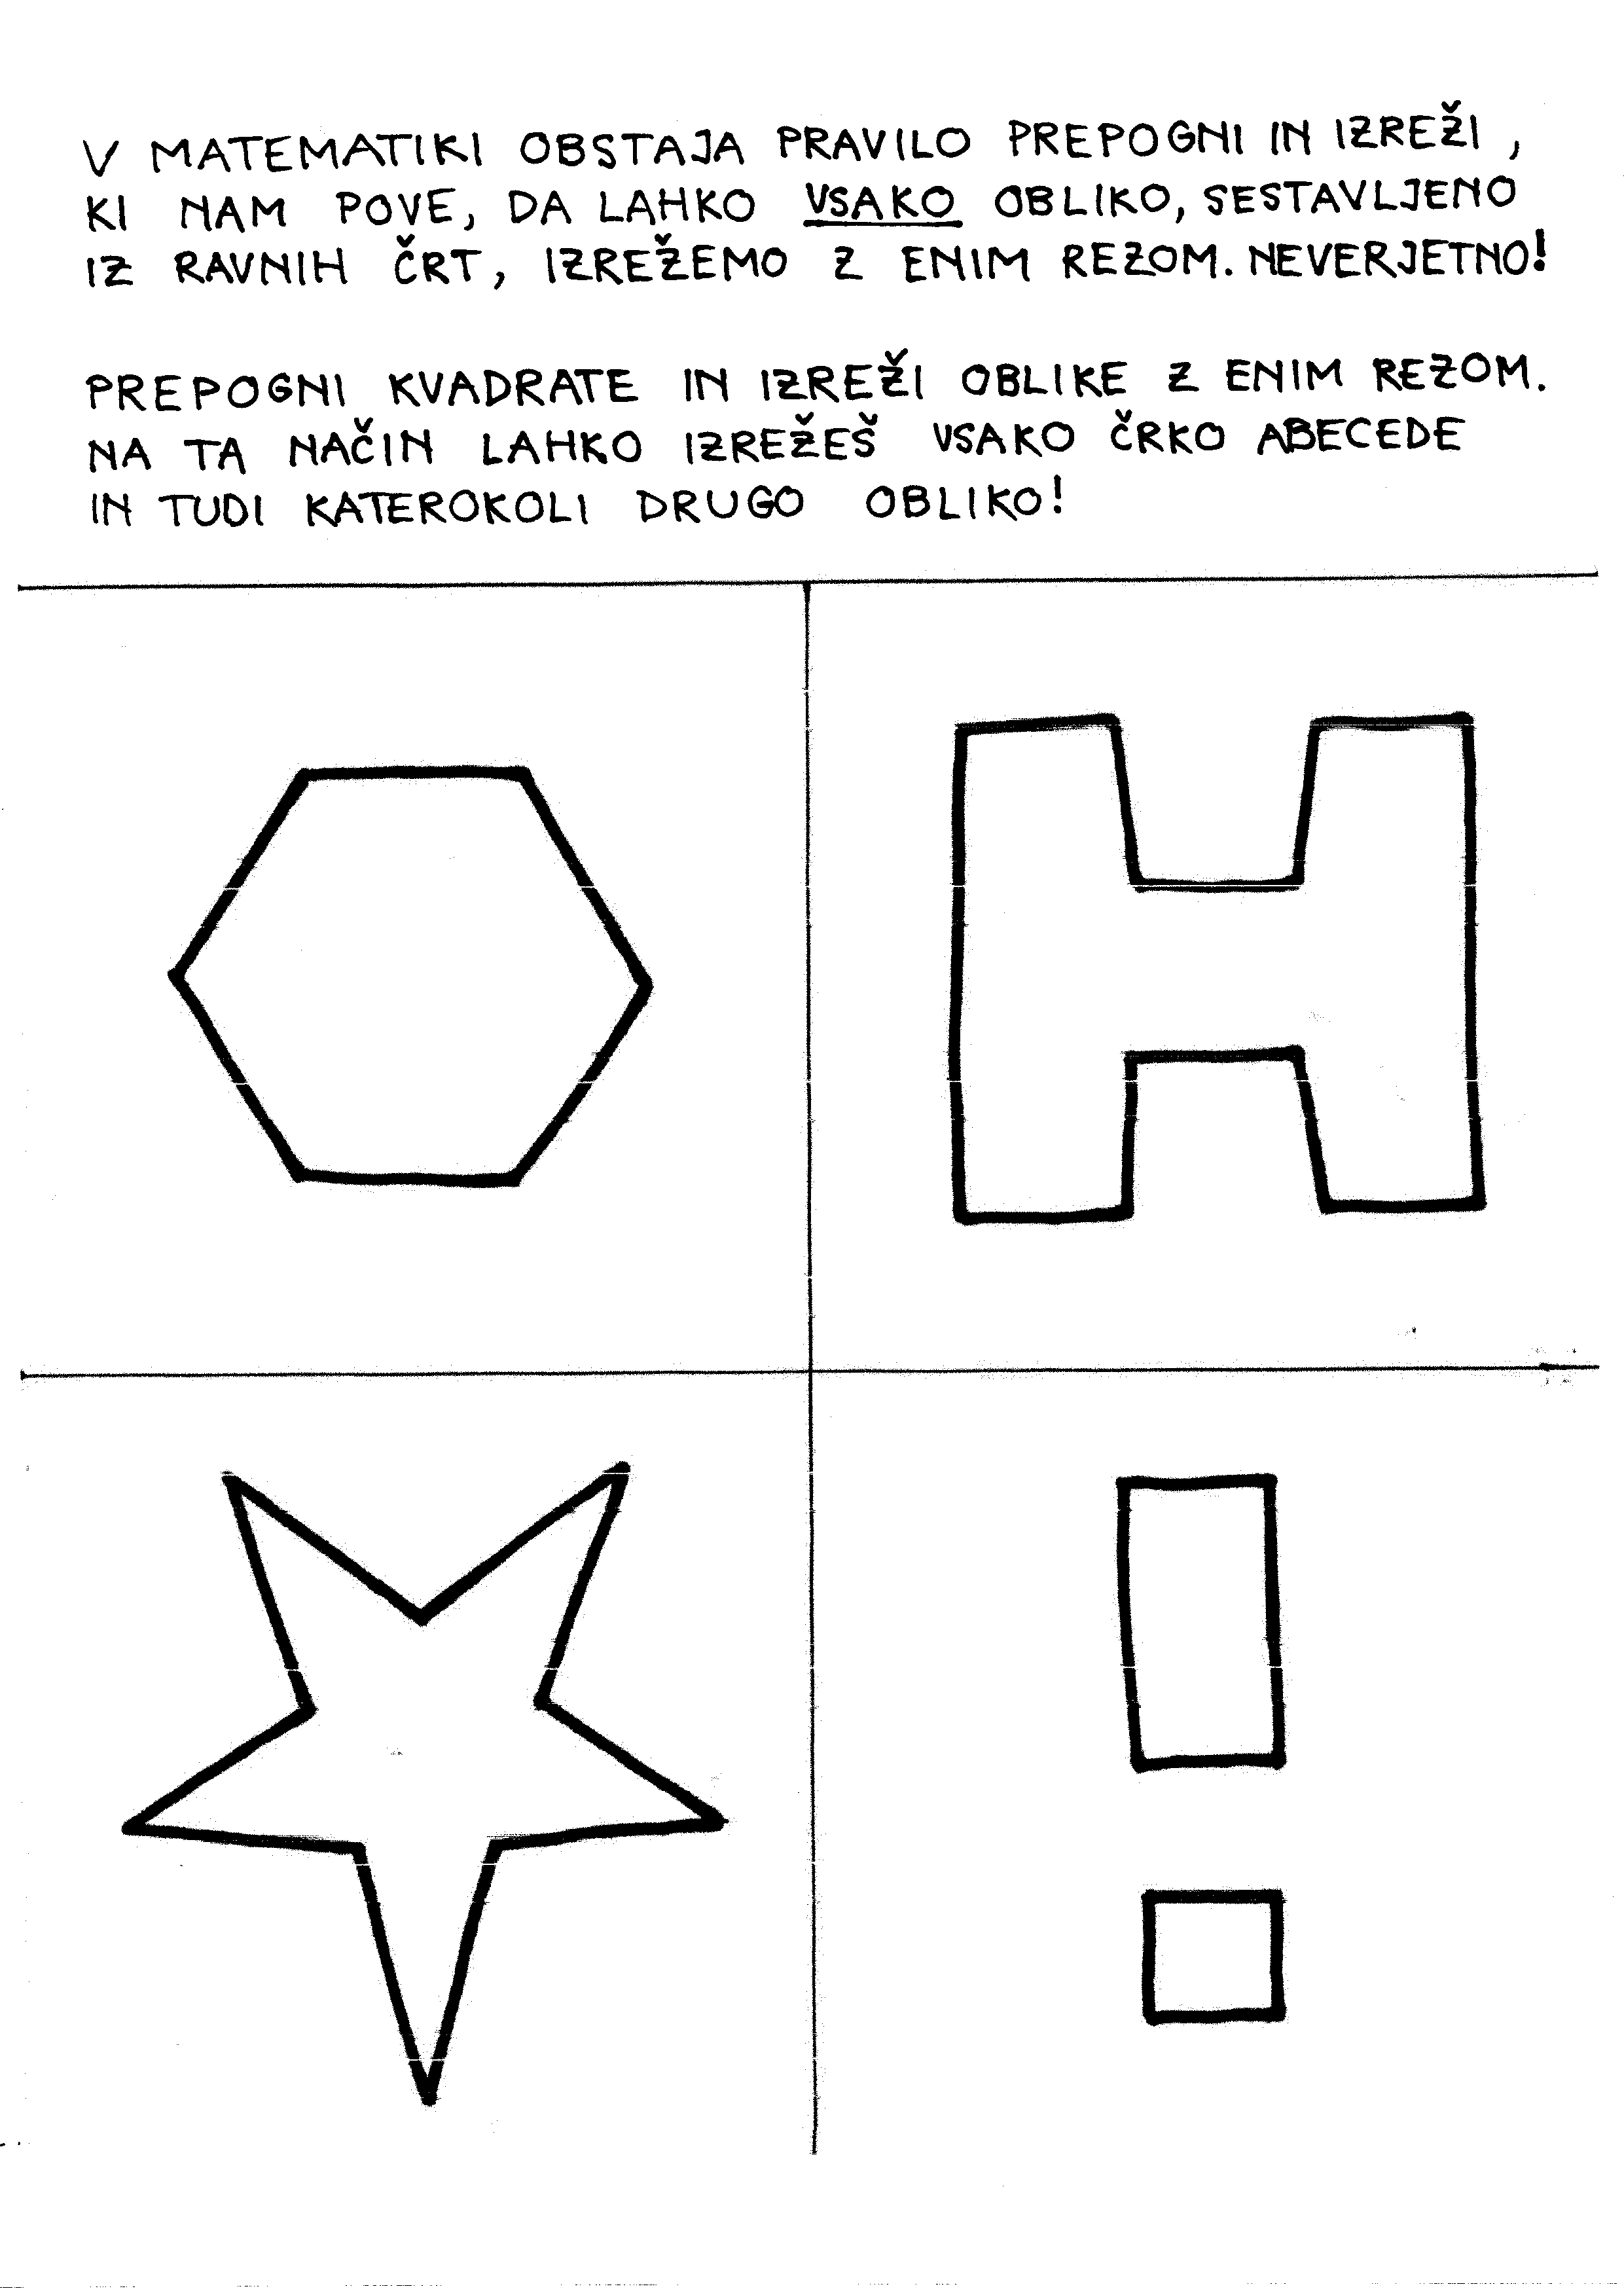 V MATEMATIKI OBSTAJA PRAVILO PREPOGNI IN IZREŽI,
KI NAM POVE, DA LAHKO VSAKO OBLIKO, SESTAVLJENO
IZ RAVNIH ČRT, IZREŽEMO Z ENIM REZOM. NEVERJETNO!
PREPOGNI KVADRATE IN IZREŽI OBLIKE Z ENIM REZOM.
NA TA NAČIN LAHKO IZREŽEŠ VSAKO ČRKO ABECEDE
IN TUDI KATEROKOLI DRUGO OBLIKO!